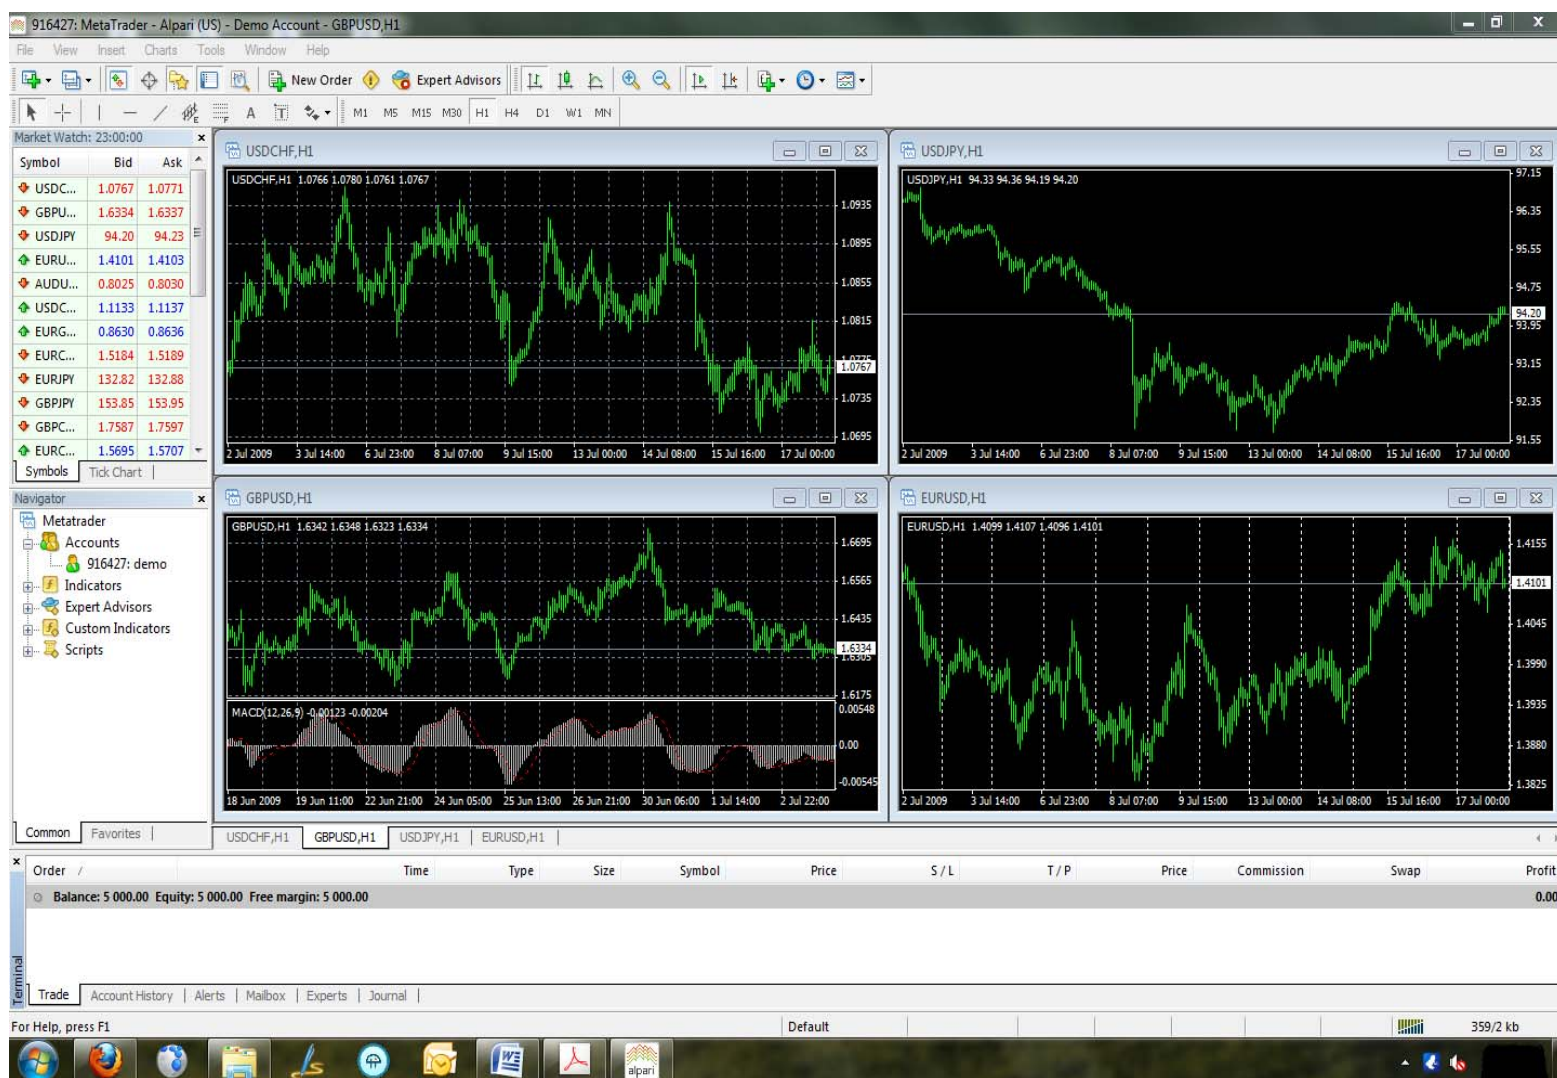 916427: MetaTrader - Alpari (US) - Demo Account - GBPUSD,H1
File View Insert Charts Tools Window Help
New Order Expert Advisors
A T M1 M5 M15 M30 H1 H4 D1 W1 MN
Market Watch: 23:00:00
Symbol Bid Ask
USDC... 1.0767 1.0771
GBPU... 1.6334 1.6337
USDJPY 94.20 94.23
EURU... 1.4101 1.4103
AUDU... 0.8025 0.8030
USDC... 1.1133 1.1137
EURG... 0.8630 0.8636
EURC... 1.5184 1.5189
EURJPY 132.82 132.88
GBPJPY 153.85 153.95
GBPC... 1.7587 1.7597
EURC... 1.5695 1.5707
Symbols Tick Chart
USDCHF,H1
USDCHF,H1 1.0766 1.0780 1.0761 1.0767
1.0935
1.0895
1.0855
1.0815
1.0775
1.0767
1.0735
1.0695
2 Jul 2009 3 Jul 14:00 6 Jul 23:00 8 Jul 07:00 9 Jul 15:00 13 Jul 00:00 14 Jul 08:00 15 Jul 16:00 17 Jul 00:00
USDJPY,H1
USDJPY,H1 94.33 94.36 94.19 94.20
97.15
96.35
95.55
94.75
94.20
93.95
93.15
92.35
91.55
2 Jul 2009 3 Jul 14:00 6 Jul 23:00 8 Jul 07:00 9 Jul 15:00 13 Jul 00:00 14 Jul 08:00 15 Jul 16:00 17 Jul 00:00
Navigator
Metatrader
Accounts
916427: demo
Indicators
Expert Advisors
Custom Indicators
Scripts
Common Favorites
GBPUSD,H1
GBPUSD,H1 1.6342 1.6348 1.6323 1.6334
1.6695
1.6565
1.6435
1.6334
1.6305
1.6175
MACD(12,26,9) -0.00123 -0.00204
0.00548
0.00
-0.00545
18 Jun 2009 19 Jun 11:00 22 Jun 21:00 24 Jun 05:00 25 Jun 13:00 26 Jun 21:00 30 Jun 06:00 1 Jul 14:00 2 Jul 22:00
EURUSD,H1
EURUSD,H1 1.4099 1.4107 1.4096 1.4101
1.4155
1.4101
1.4045
1.3990
1.3935
1.3880
1.3825
2 Jul 2009 3 Jul 14:00 6 Jul 23:00 8 Jul 07:00 9 Jul 15:00 13 Jul 00:00 14 Jul 08:00 15 Jul 16:00 17 Jul 00:00
USDCHF,H1 GBPUSD,H1 USDJPY,H1 EURUSD,H1
Order / Time Type Size Symbol Price S / L T / P Price Commission Swap Profit
Balance: 5 000.00 Equity: 5 000.00 Free margin: 5 000.00 0.00
Terminal
Trade Account History Alerts Mailbox Experts Journal
For Help, press F1 Default 359/2 kb
alpari